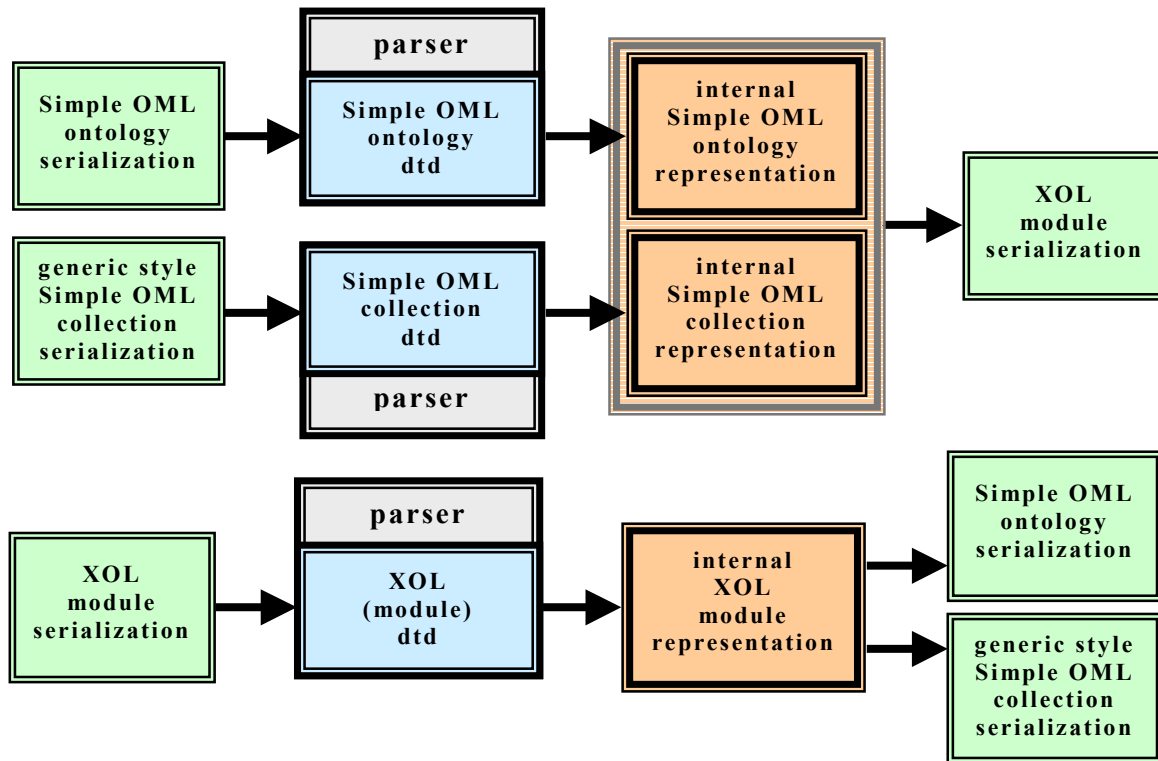 parser
Simple OML
ontology
serialization
Simple OML
ontology
dtd
internal
Simple OML
ontology
representation
XOL
module
serialization
generic style
Simple OML
collection
serialization
Simple OML
collection
dtd
parser
internal
Simple OML
collection
representation
parser
XOL
module
serialization
XOL
(module)
dtd
internal
XOL
module
representation
Simple OML
ontology
serialization
generic style
Simple OML
collection
serialization